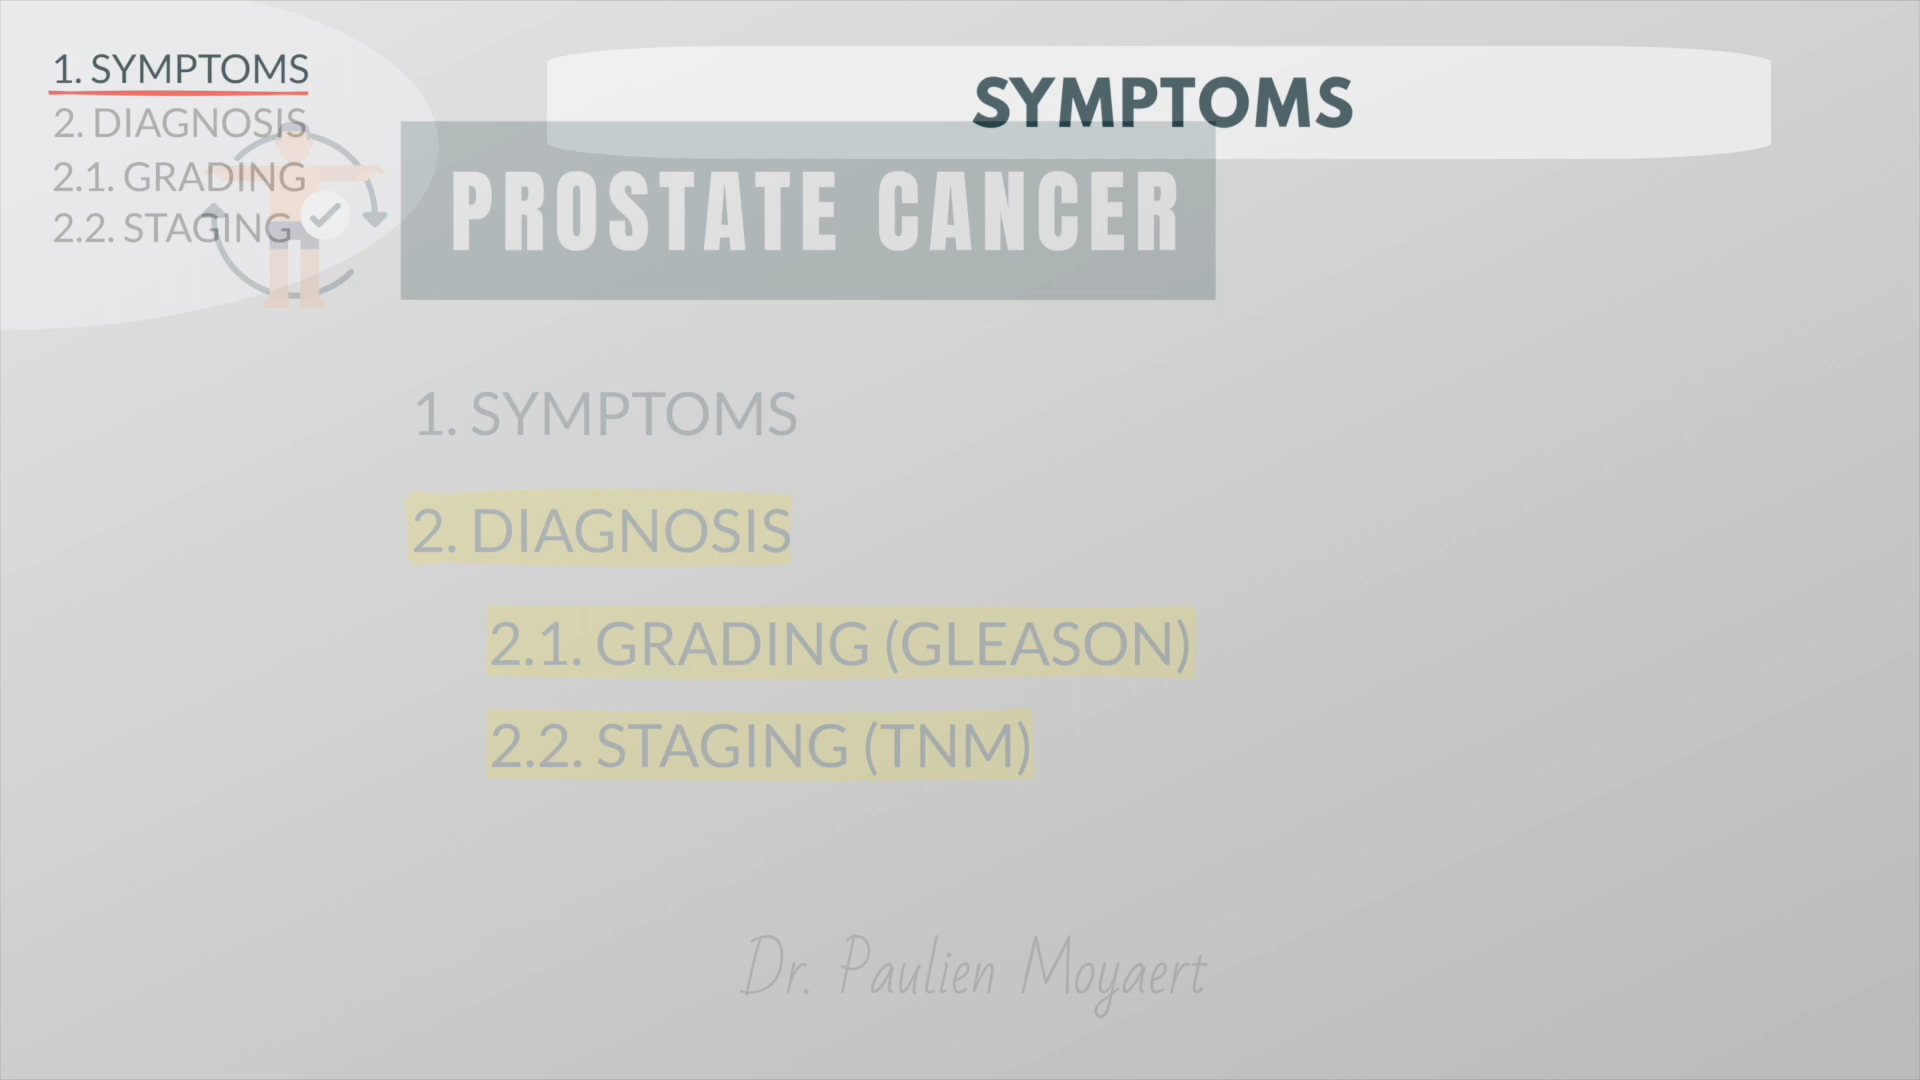 1. SYMPTOMS
2. DIAGNOSIS
2.1. GRADING
2.2. STAGING
SYMPTOMS
PROSTATE CANCER
1. SYMPTOMS
2. DIAGNOSIS
2.1. GRADING (GLEASON)
2.2. STAGING (TNM)
Dr. Paulien Moyaert